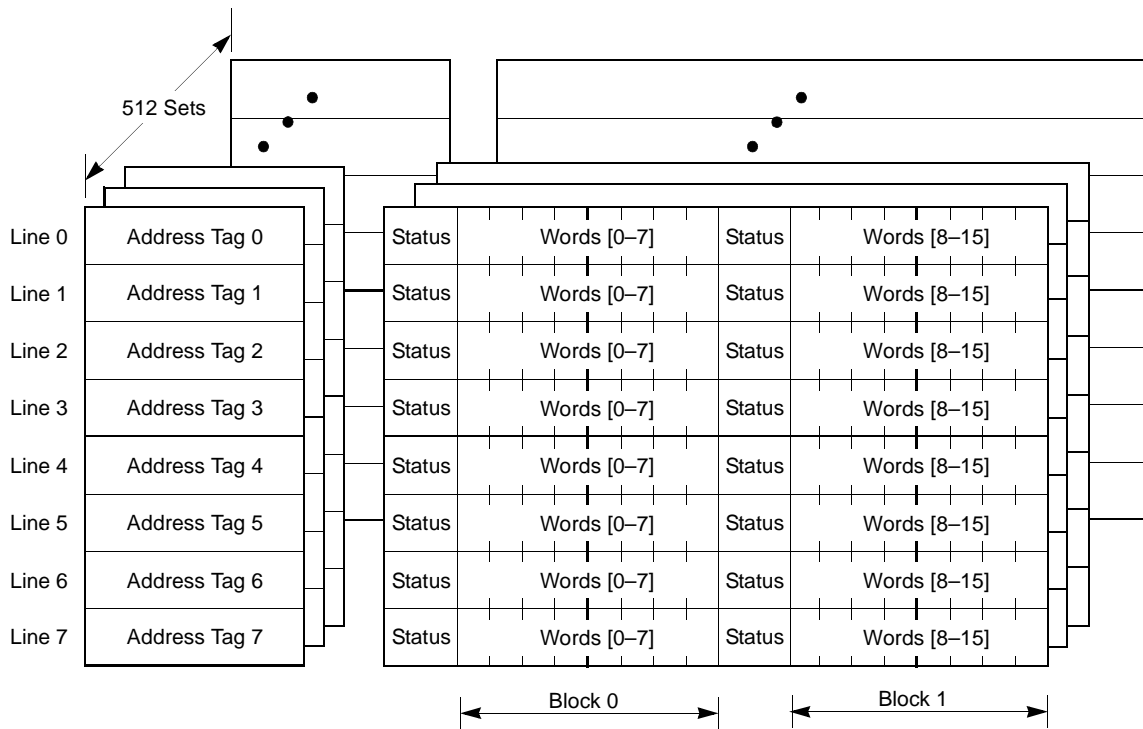 512 Sets
Line 0 Address Tag 0 Status Words [0–7] Status Words [8–15]
Line 1 Address Tag 1 Status Words [0–7] Status Words [8–15]
Line 2 Address Tag 2 Status Words [0–7] Status Words [8–15]
Line 3 Address Tag 3 Status Words [0–7] Status Words [8–15]
Line 4 Address Tag 4 Status Words [0–7] Status Words [8–15]
Line 5 Address Tag 5 Status Words [0–7] Status Words [8–15]
Line 6 Address Tag 6 Status Words [0–7] Status Words [8–15]
Line 7 Address Tag 7 Status Words [0–7] Status Words [8–15]
Block 0 Block 1